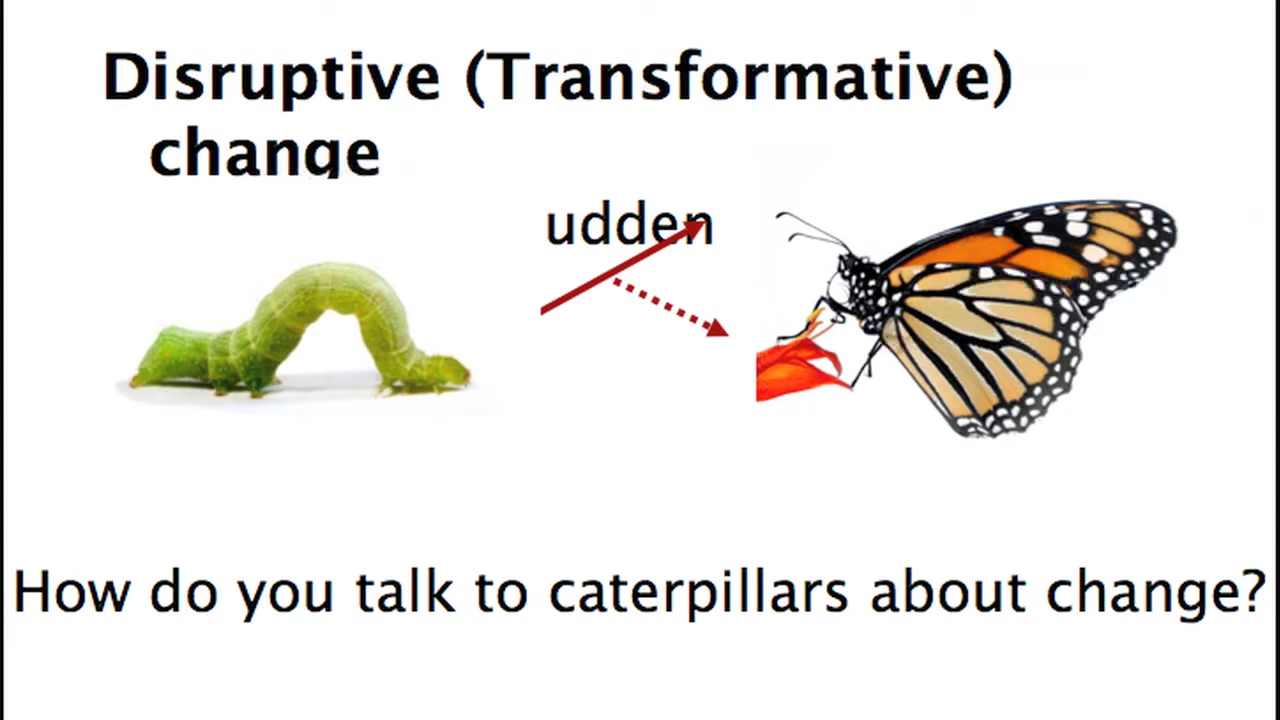 Disruptive (Transformative)
change
udden
How do you talk to caterpillars about change?